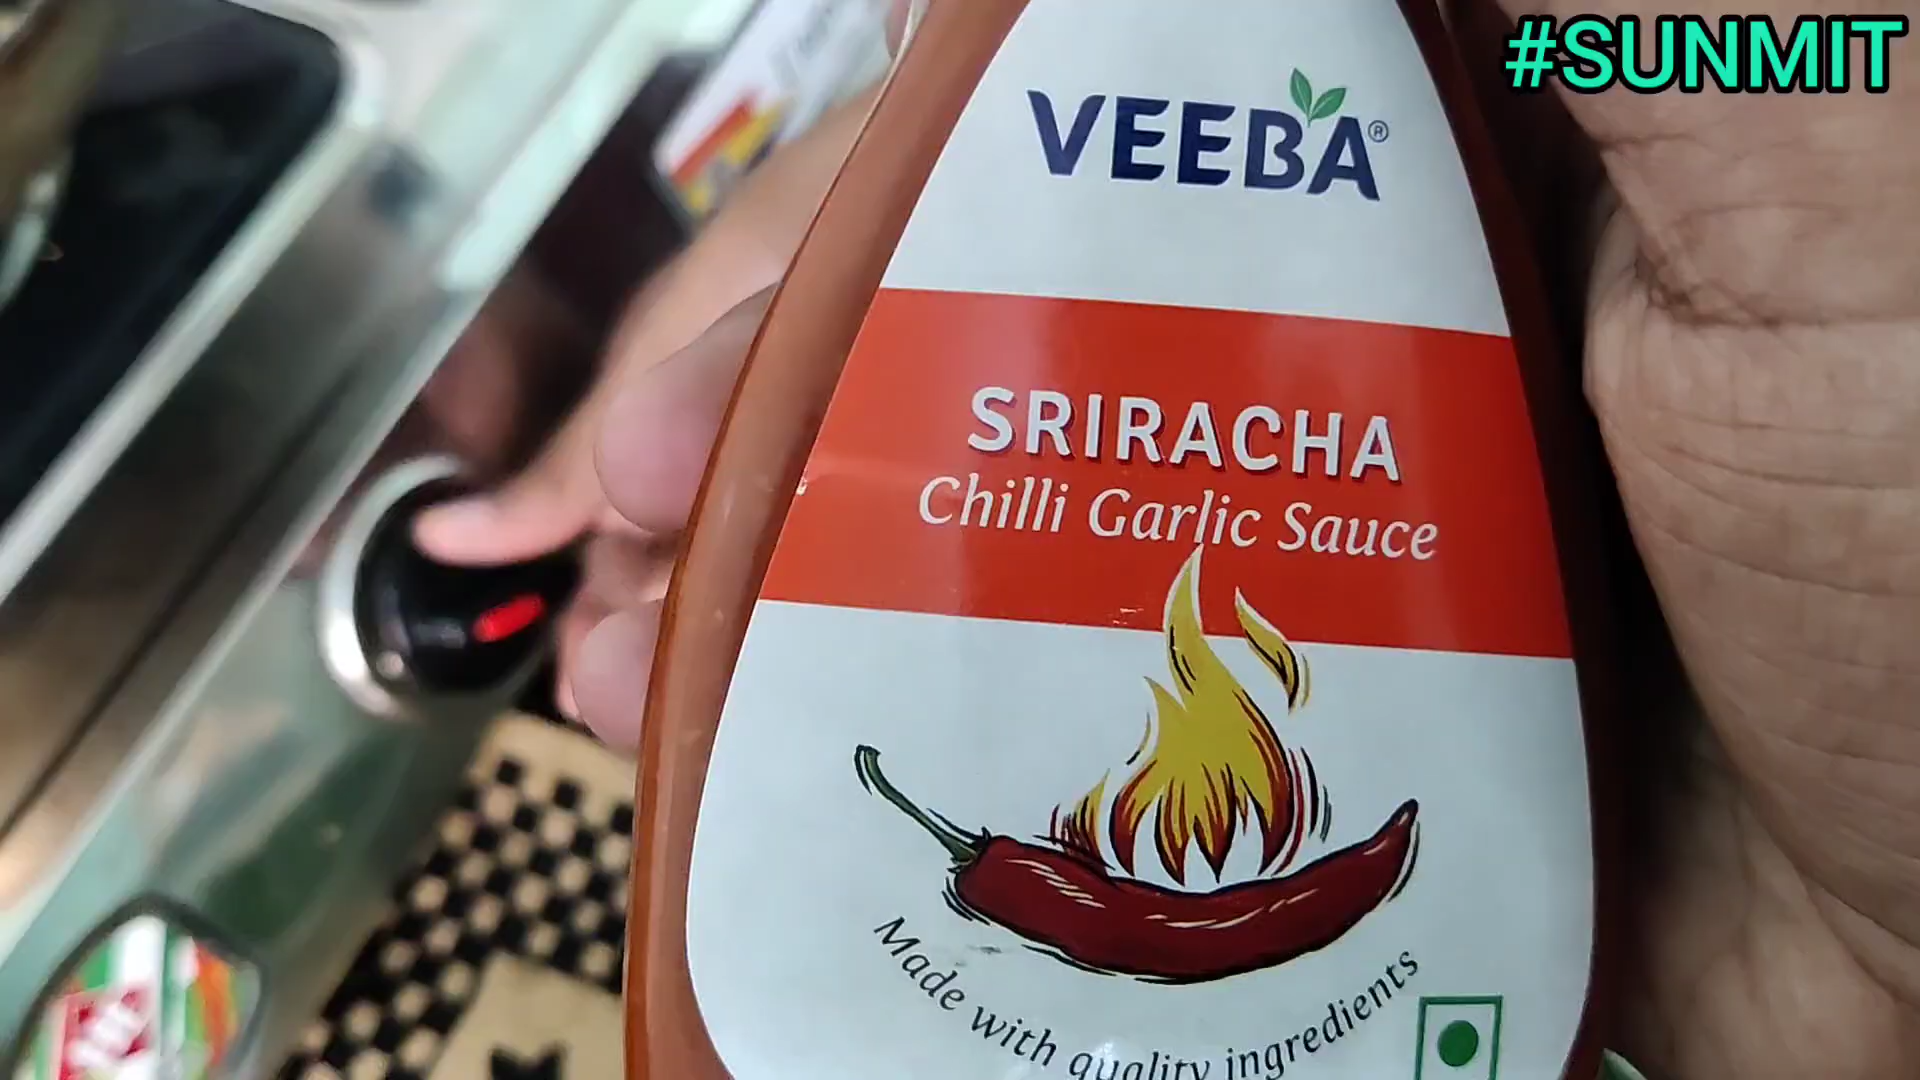 #SUNMIT
VEEBA®
SRIRACHA
Chilli Garlic Sauce
Made with quality ingredients